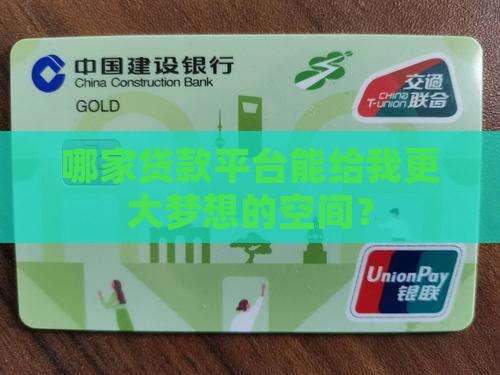 中国建设银行
China Construction Bank
GOLD
交通
CHINA
T-UNION
联合
哪家贷款平台能给我更
大梦想的空间？
UnionPay
银联